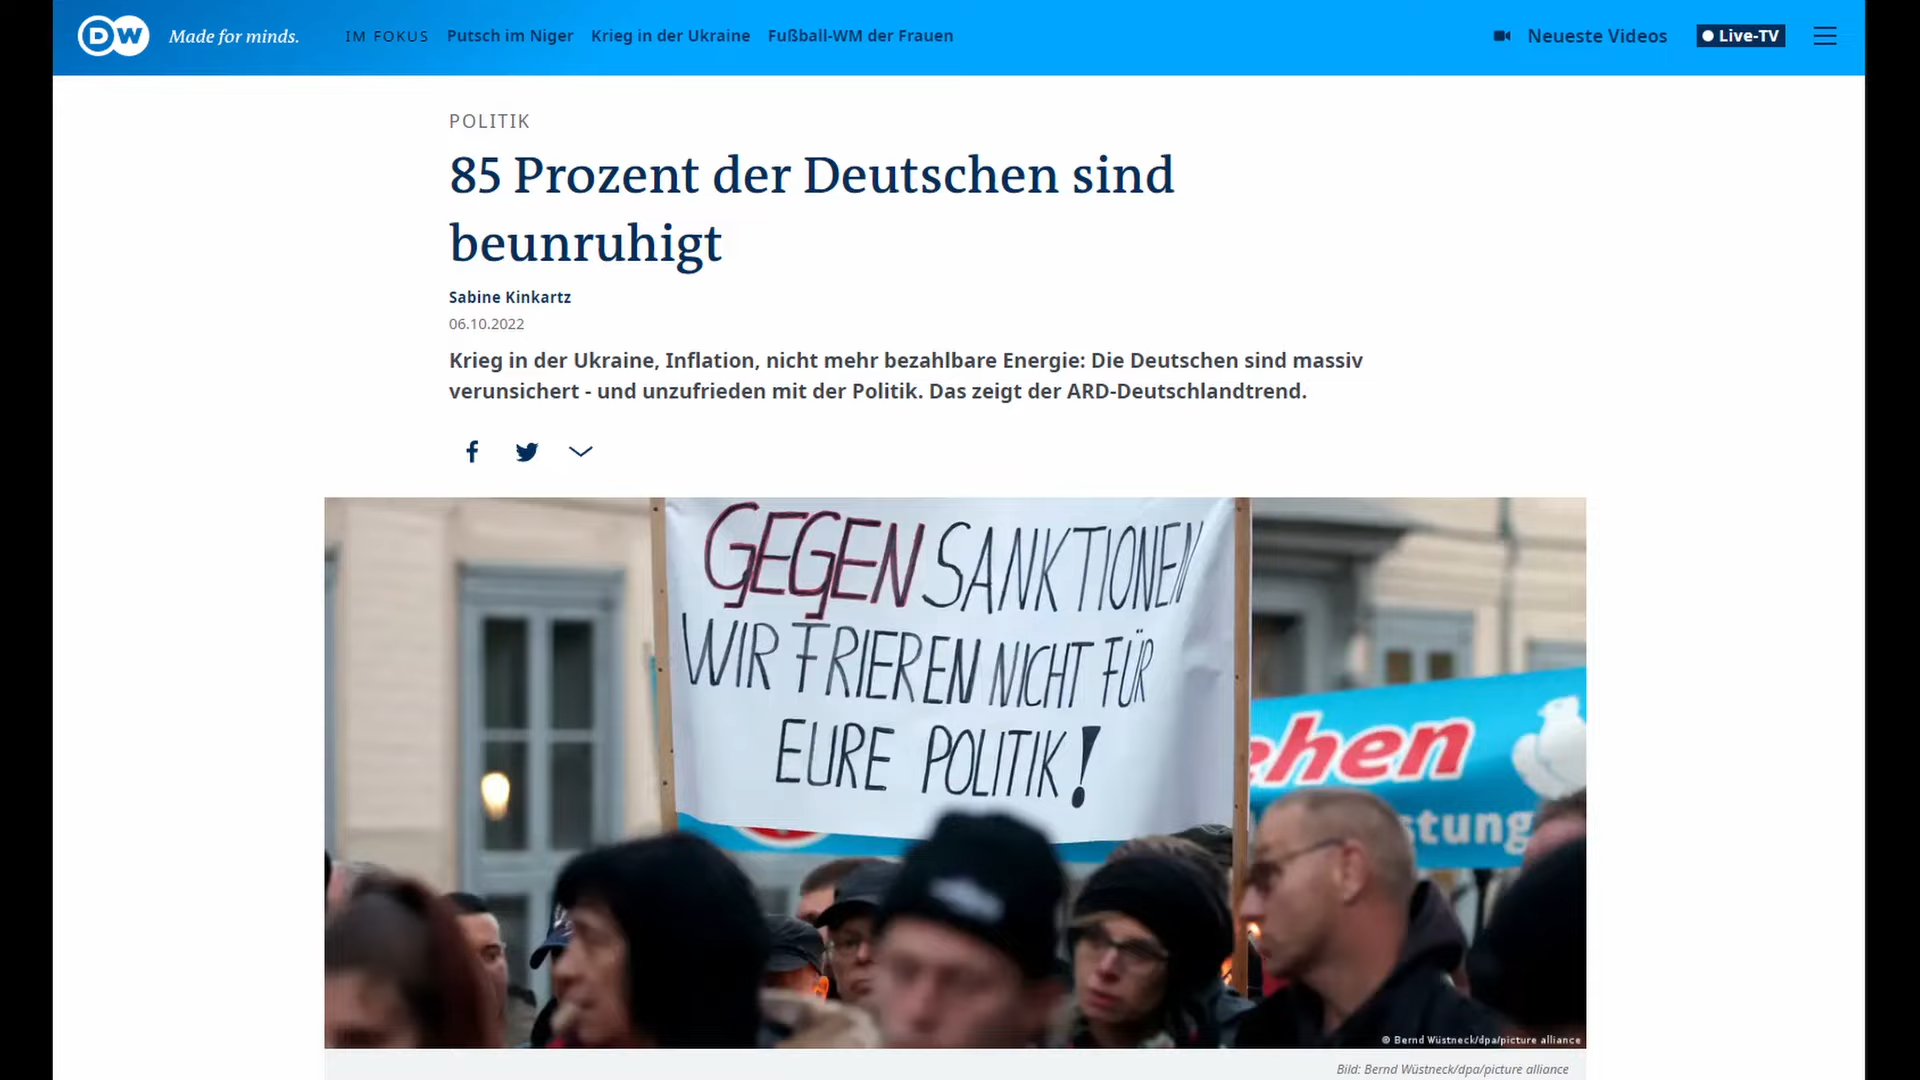 DW Made for minds. IM FOKUS Putsch im Niger Krieg in der Ukraine Fußball-WM der Frauen Neueste Videos Live-TV
POLITIK
85 Prozent der Deutschen sind
beunruhigt
Sabine Kinkartz
06.10.2022
Krieg in der Ukraine, Inflation, nicht mehr bezahlbare Energie: Die Deutschen sind massiv
verunsichert - und unzufrieden mit der Politik. Das zeigt der ARD-Deutschlandtrend.
GEGEN SANKTIONEN
WIR FRIEREN NICHT FÜR
EURE POLITIK!
ehen
stung
© Bernd Wüstneck/dpa/picture alliance
Bild: Bernd Wüstneck/dpa/picture alliance